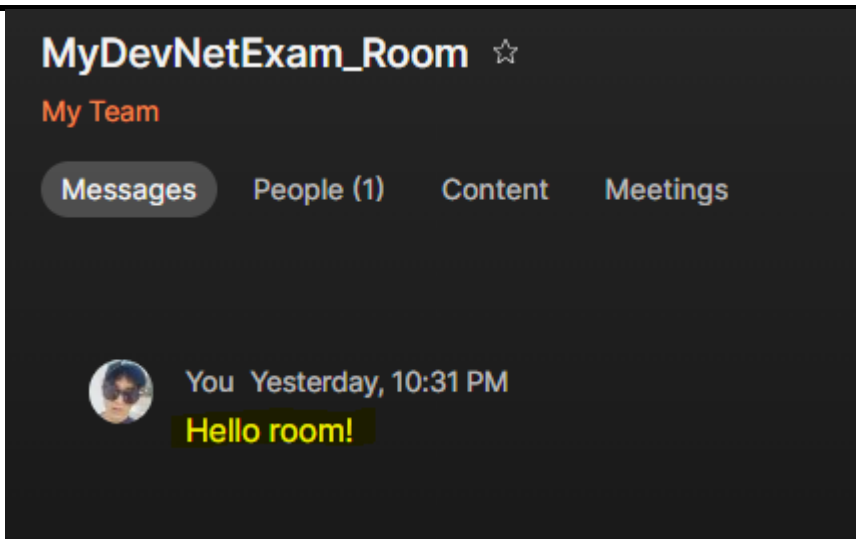 MyDevNetExam_Room
My Team
Messages People (1) Content Meetings
You Yesterday, 10:31 PM
Hello room!